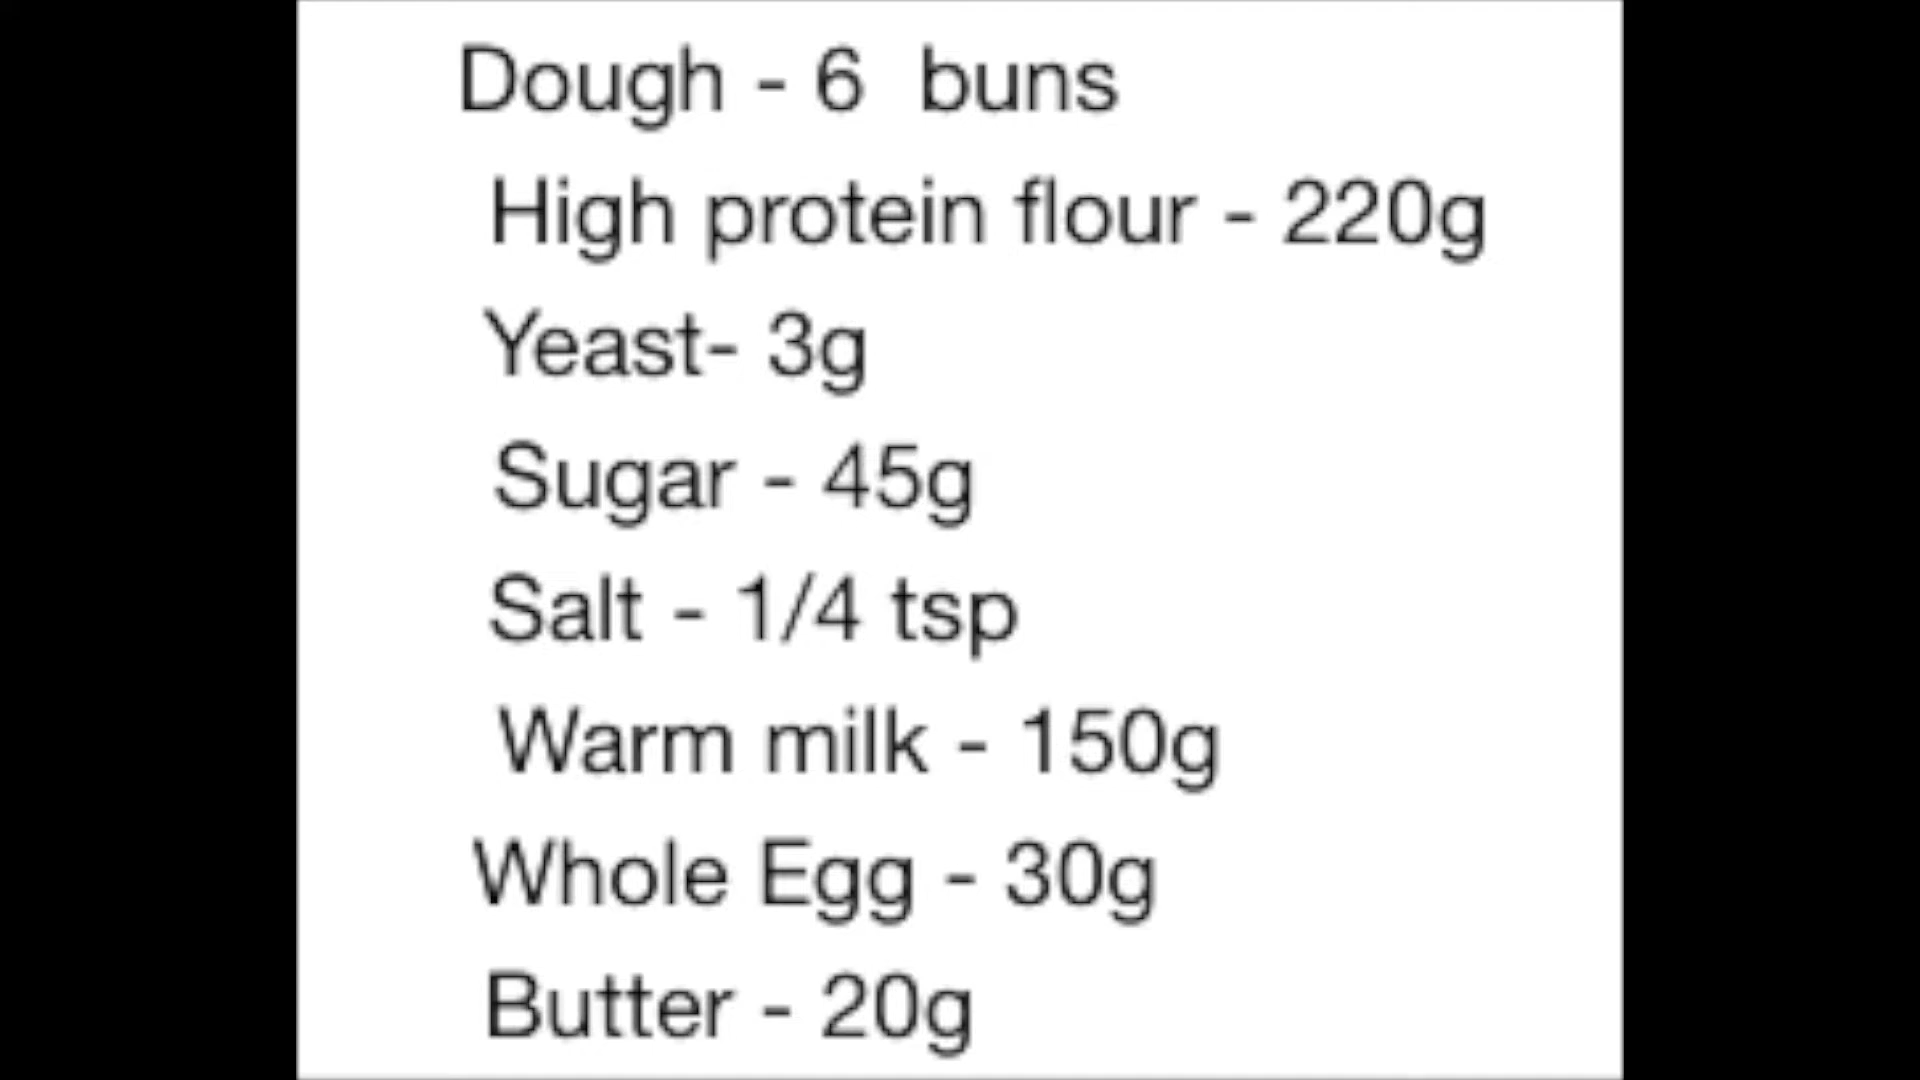 Dough - 6 buns
High protein flour - 220g
Yeast- 3g
Sugar - 45g
Salt - 1/4 tsp
Warm milk - 150g
Whole Egg - 30g
Butter - 20g